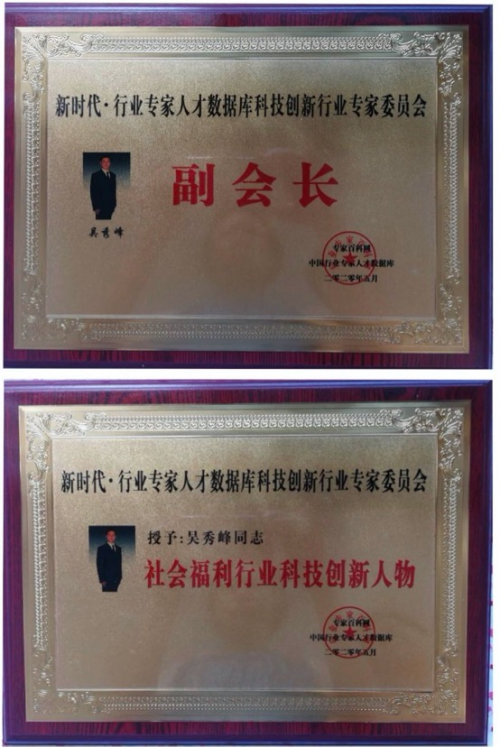 新时代·行业专家人才数据库科技创新行业专家委员会
副会长
吴秀峰
专家百科网
中国行业专家人才数据库
二零二零年五月
新时代·行业专家人才数据库科技创新行业专家委员会
授予:吴秀峰同志
社会福利行业科技创新人物
专家百科网
中国行业专家人才数据库
二零二零年五月